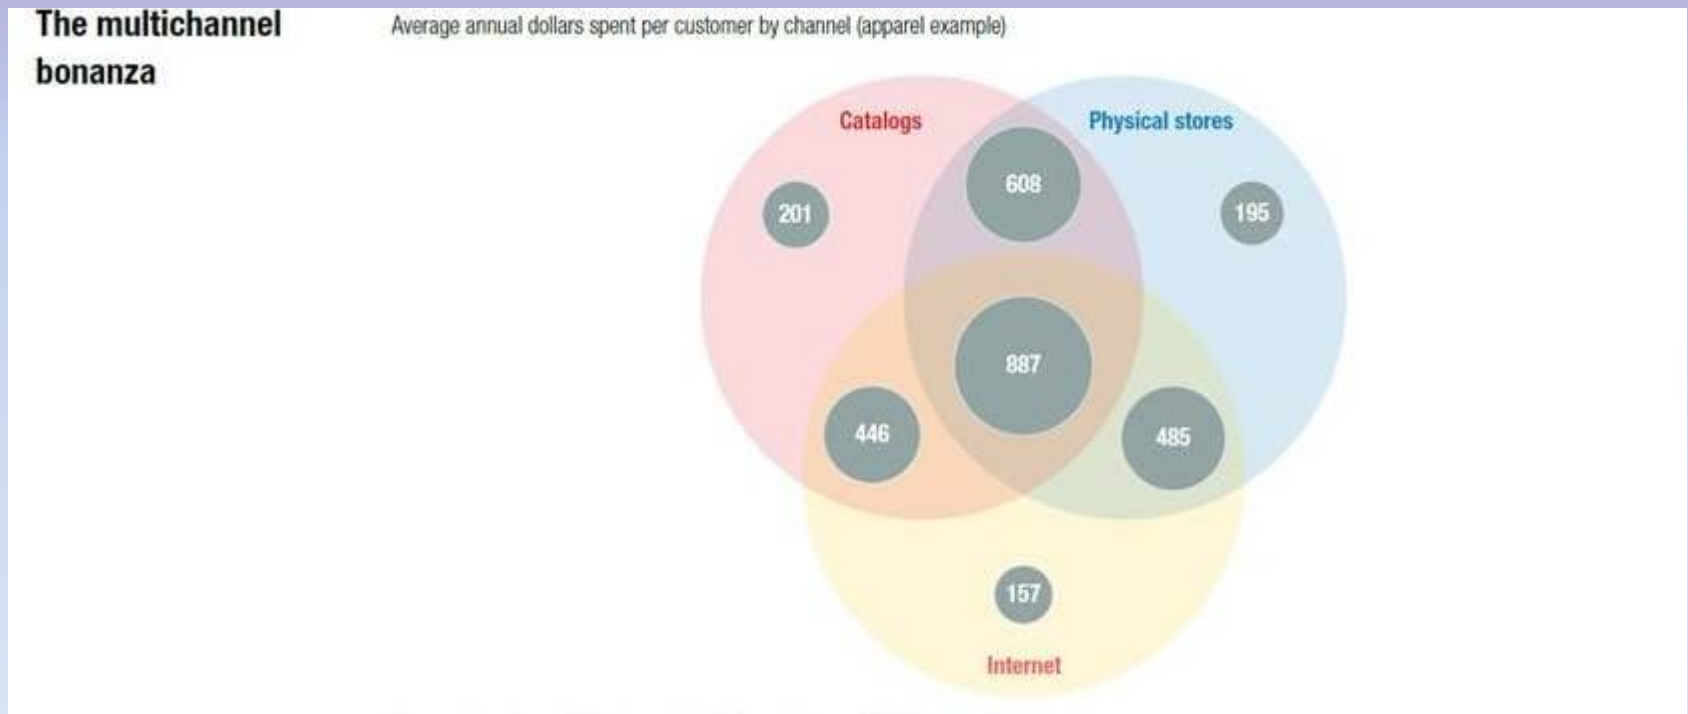 The multichannel
bonanza
Average annual dollars spent per customer by channel (apparel example)
Catalogs
Physical stores
608
201
195
887
446
485
157
Internet